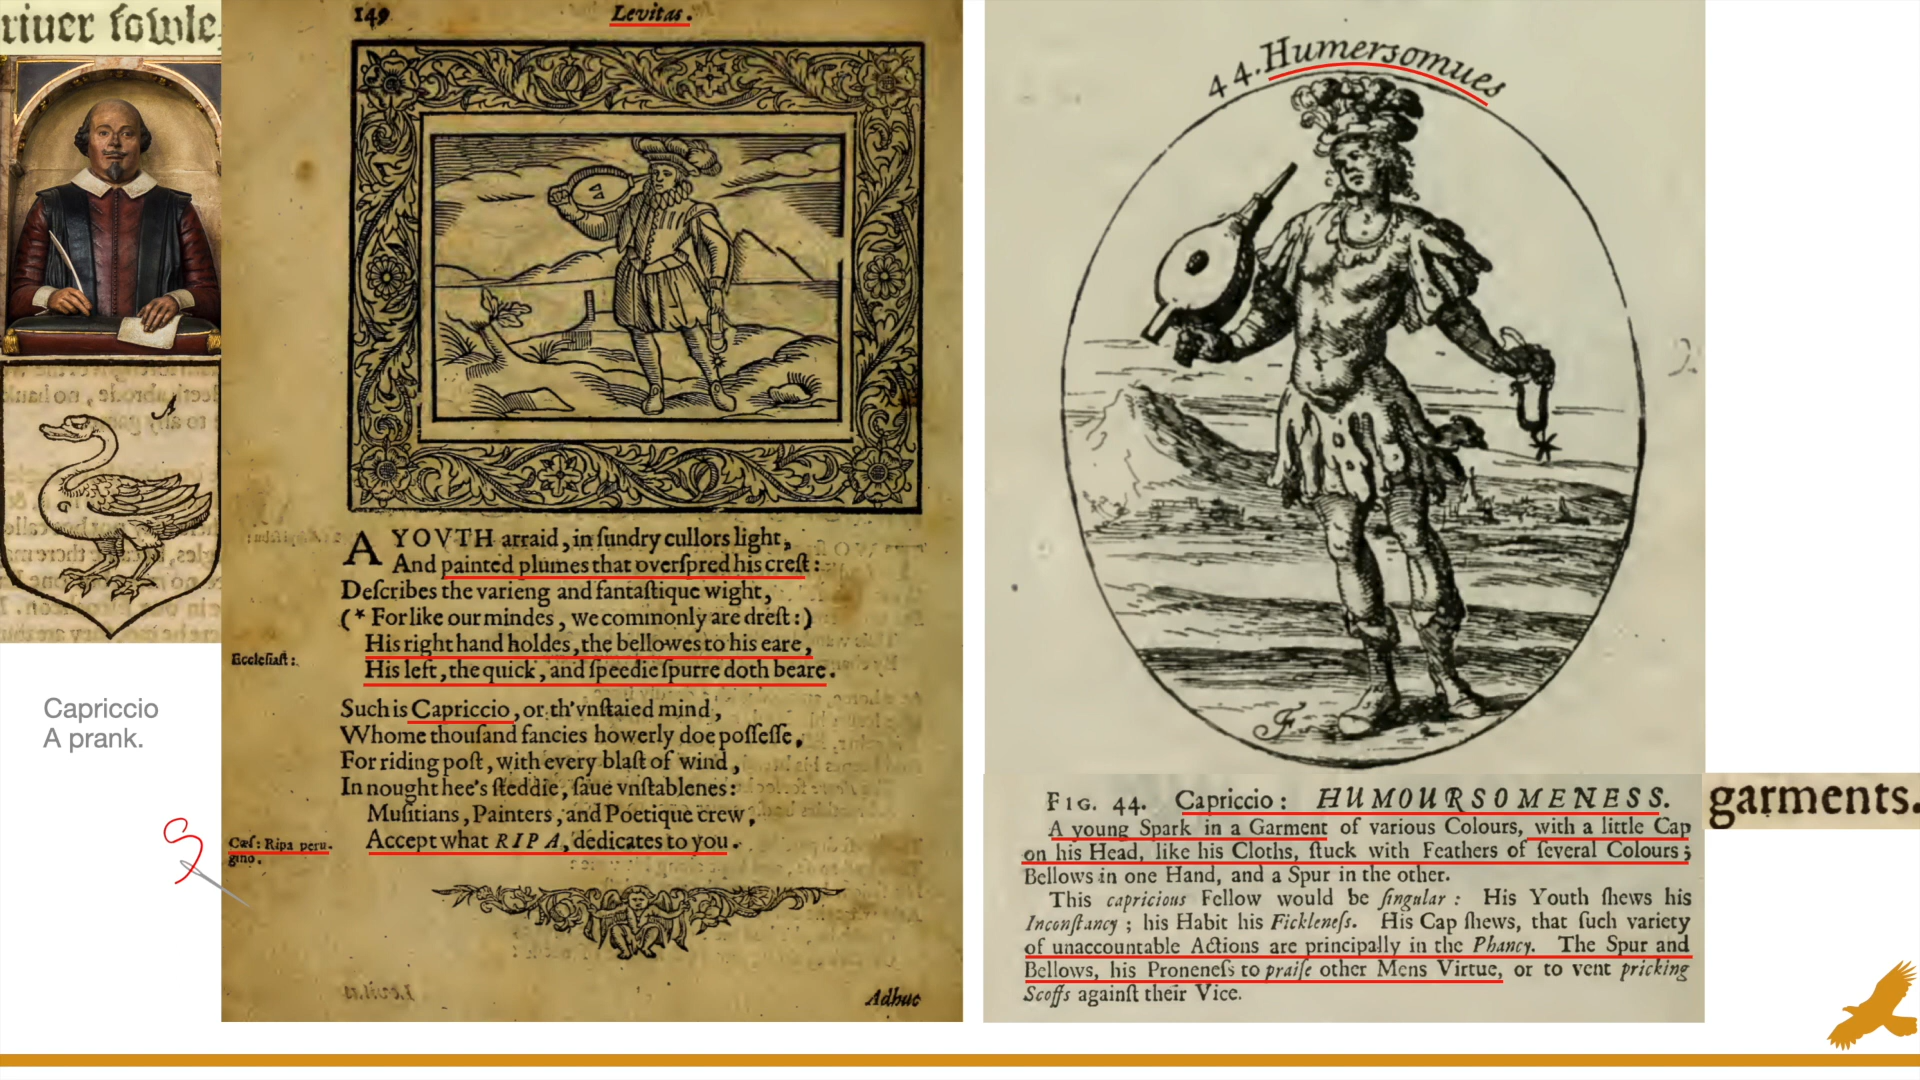 riuer fowle
149
Levitas.
A YOVTH arraid, in ſundry cullors light,
And painted plumes that overſpred his creſt:
Deſcribes the varieng and fantaſtique wight,
(* For like our mindes, we commonly are dreſt:)
His right hand holdes, the bellowes to his eare,
Eccleſiaſt:
His left, the quick, and ſpeedie ſpurre doth beare.
Such is Capriccio, or th'vnſtaied mind,
Whome thouſand fancies howerly doe poſſeſſe,
For riding poſt, with every blaſt of wind,
In nought hee's ſteddie, ſaue vnſtablenes:
Muſitians, Painters, and Poetique crew,
Cæſ: Ripa peru-
gino.
Accept what RIPA, dedicates to you.
Adhuc
A
Capriccio
A prank.
44. Humersomues
F
FIG. 44. Capriccio: HUMOURSOMENESS.
A young Spark in a Garment of various Colours, with a little Cap
on his Head, like his Cloths, ſtuck with Feathers of ſeveral Colours;
Bellows in one Hand, and a Spur in the other.
This capricious Fellow would be ſingular: His Youth ſhews his
Inconſtancy; his Habit his Fickleneſs. His Cap ſhews, that ſuch variety
of unaccountable Actions are principally in the Phancy. The Spur and
Bellows, his Proneneſs to praiſe other Mens Virtue, or to vent pricking
Scoffs againſt their Vice.
garments.